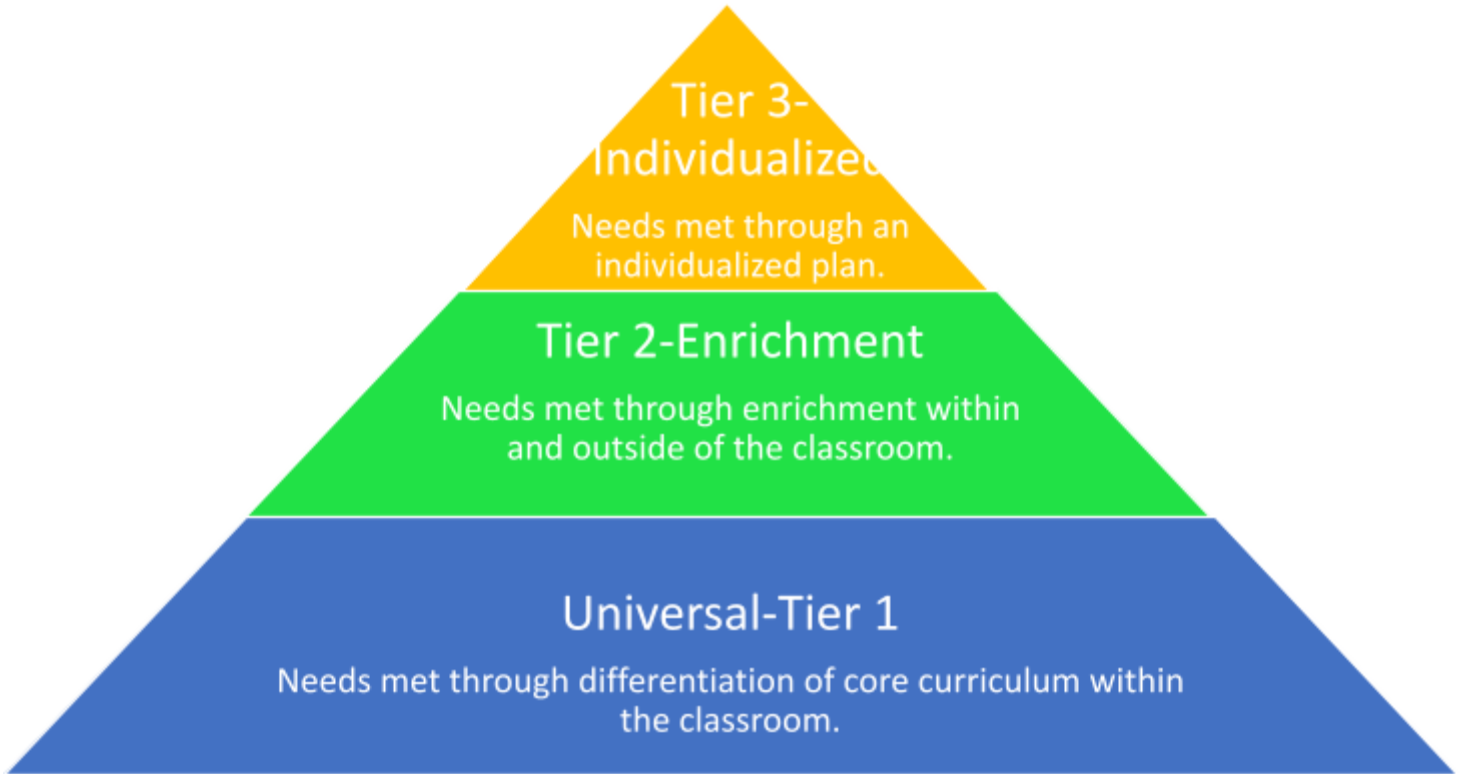 Tier 3-
Individualized
Needs met through an
individualized plan.
Tier 2-Enrichment
Needs met through enrichment within
and outside of the classroom.
Universal-Tier 1
Needs met through differentiation of core curriculum within
the classroom.